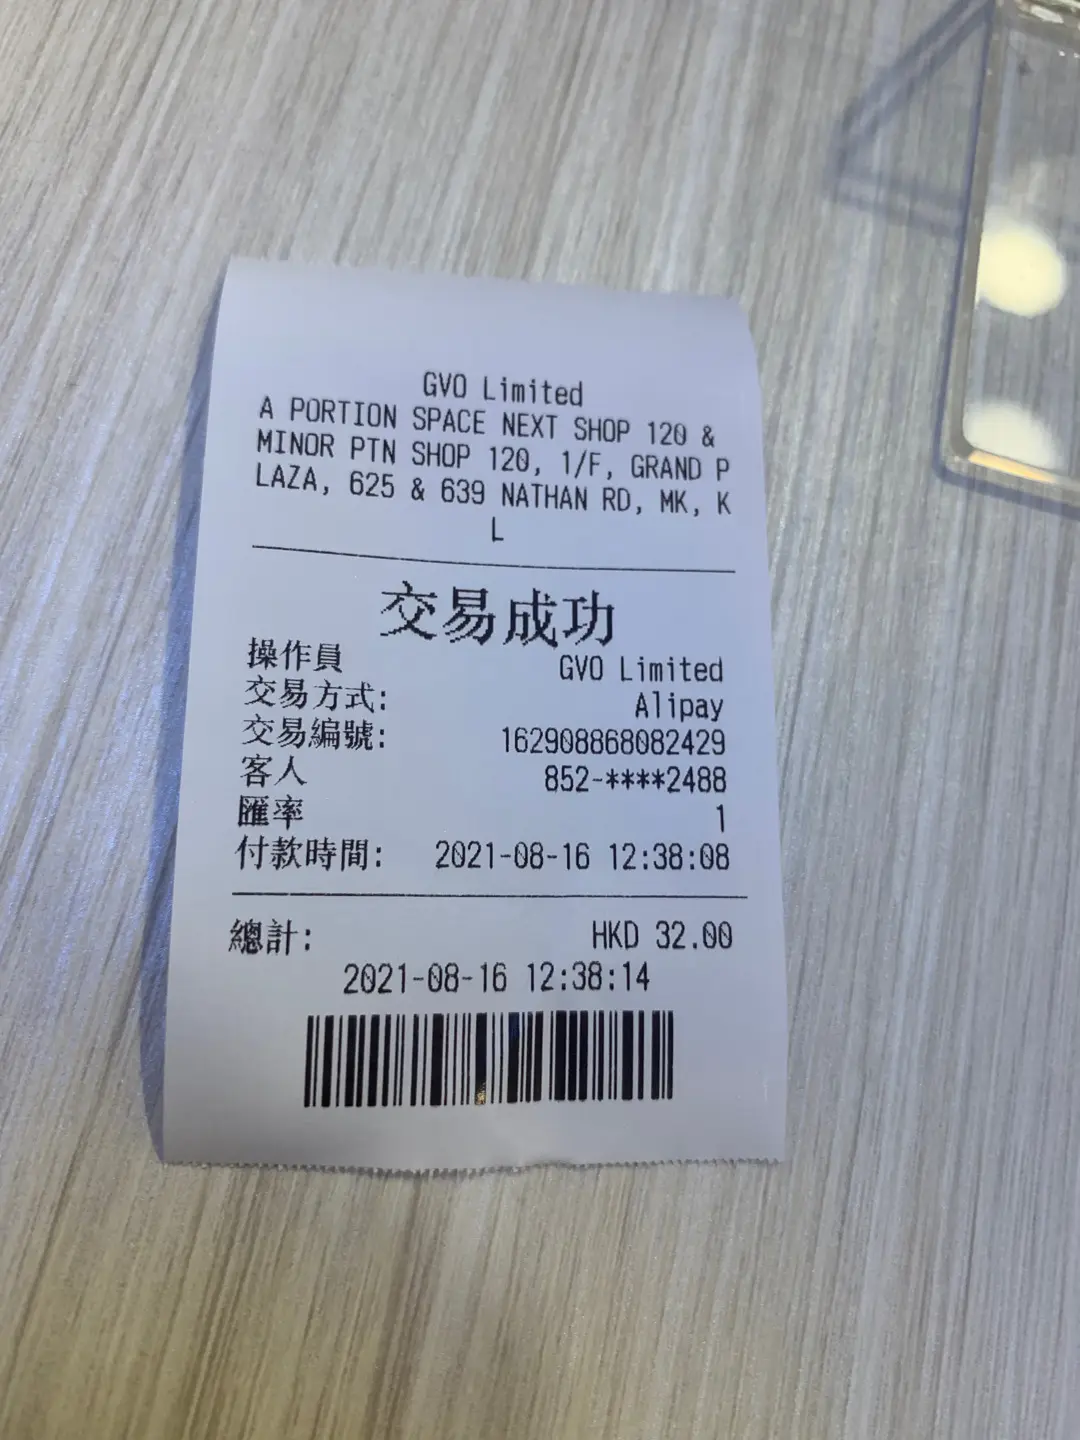 GVO Limited
A PORTION SPACE NEXT SHOP 120 &
MINOR PTN SHOP 120, 1/F, GRAND P
LAZA, 625 & 639 NATHAN RD, MK, K
L
交易成功
操作員 GVO Limited
交易方式: Alipay
交易編號: 162908868082429
客人 852-****2488
匯率 1
付款時間: 2021-08-16 12:38:08
總計: HKD 32.00
2021-08-16 12:38:14